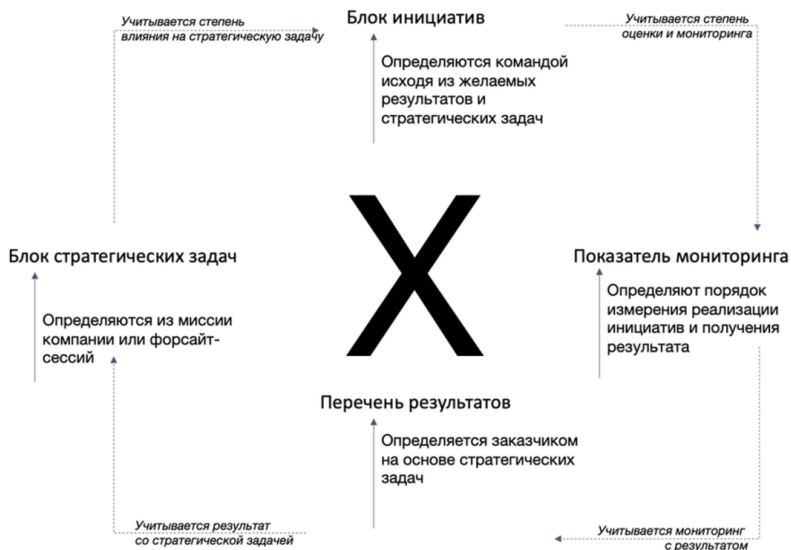 Учитывается степень
влияния на стратегическую задачу
Блок инициатив
Учитывается степень
оценки и мониторинга
Определяются командой
исходя из желаемых
результатов и
стратегических задач
X
Блок стратегических задач
Определяются из миссии
компании или форсайт-
сессий
Показатель мониторинга
Определяют порядок
измерения реализации
инициатив и получения
результата
Перечень результатов
Определяется заказчиком
на основе стратегических
задач
Учитывается результат
со стратегической задачей
Учитывается мониторинг
с результатом